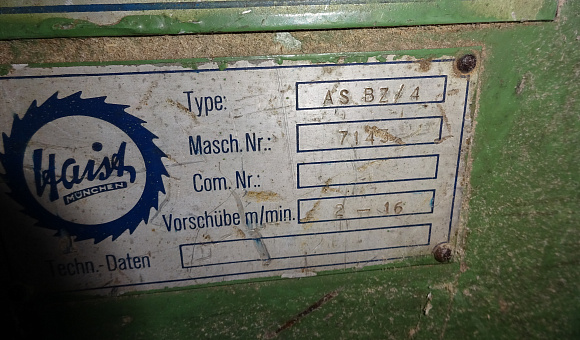 Haisch
MÜNCHEN
Type: AS BZ/4
Masch. Nr.: 7143
Com. Nr.:
Vorschübe m/min. 2 - 16
Techn.-Daten